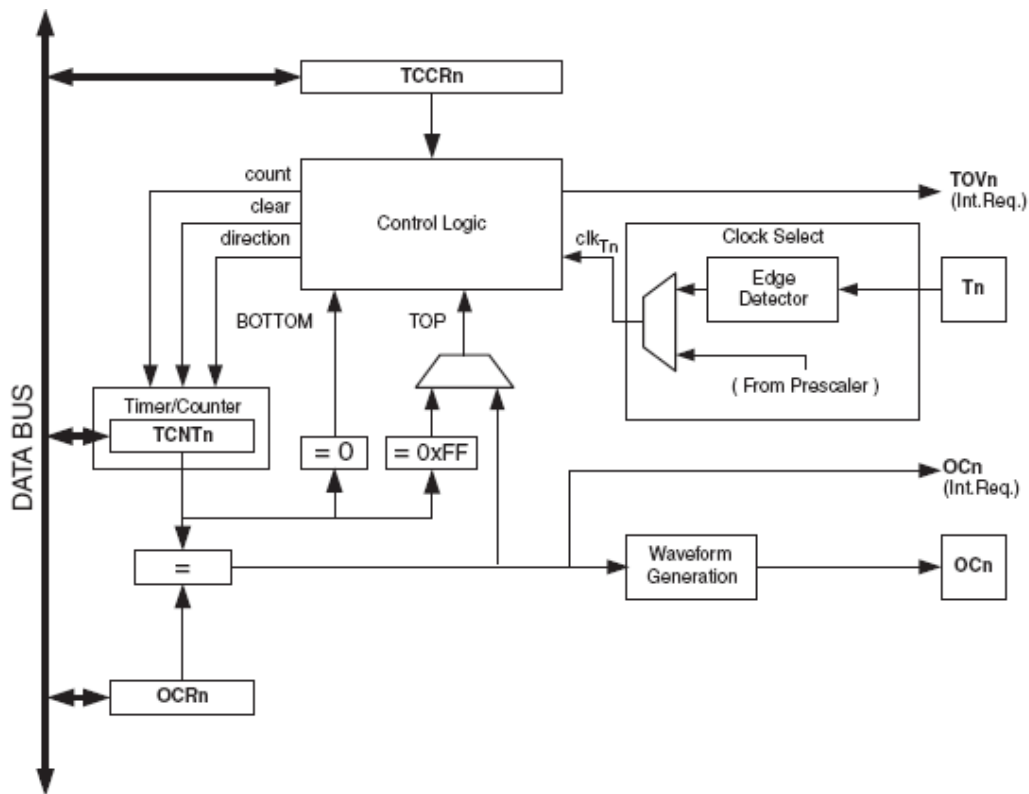 TCCRn
count
clear
direction
Control Logic
TOVn
(Int.Req.)
clkTn
Clock Select
Edge
Detector
Tn
( From Prescaler )
BOTTOM
TOP
Timer/Counter
TCNTn
= 0
= 0xFF
DATA BUS
OCn
(Int.Req.)
=
Waveform
Generation
OCn
OCRn